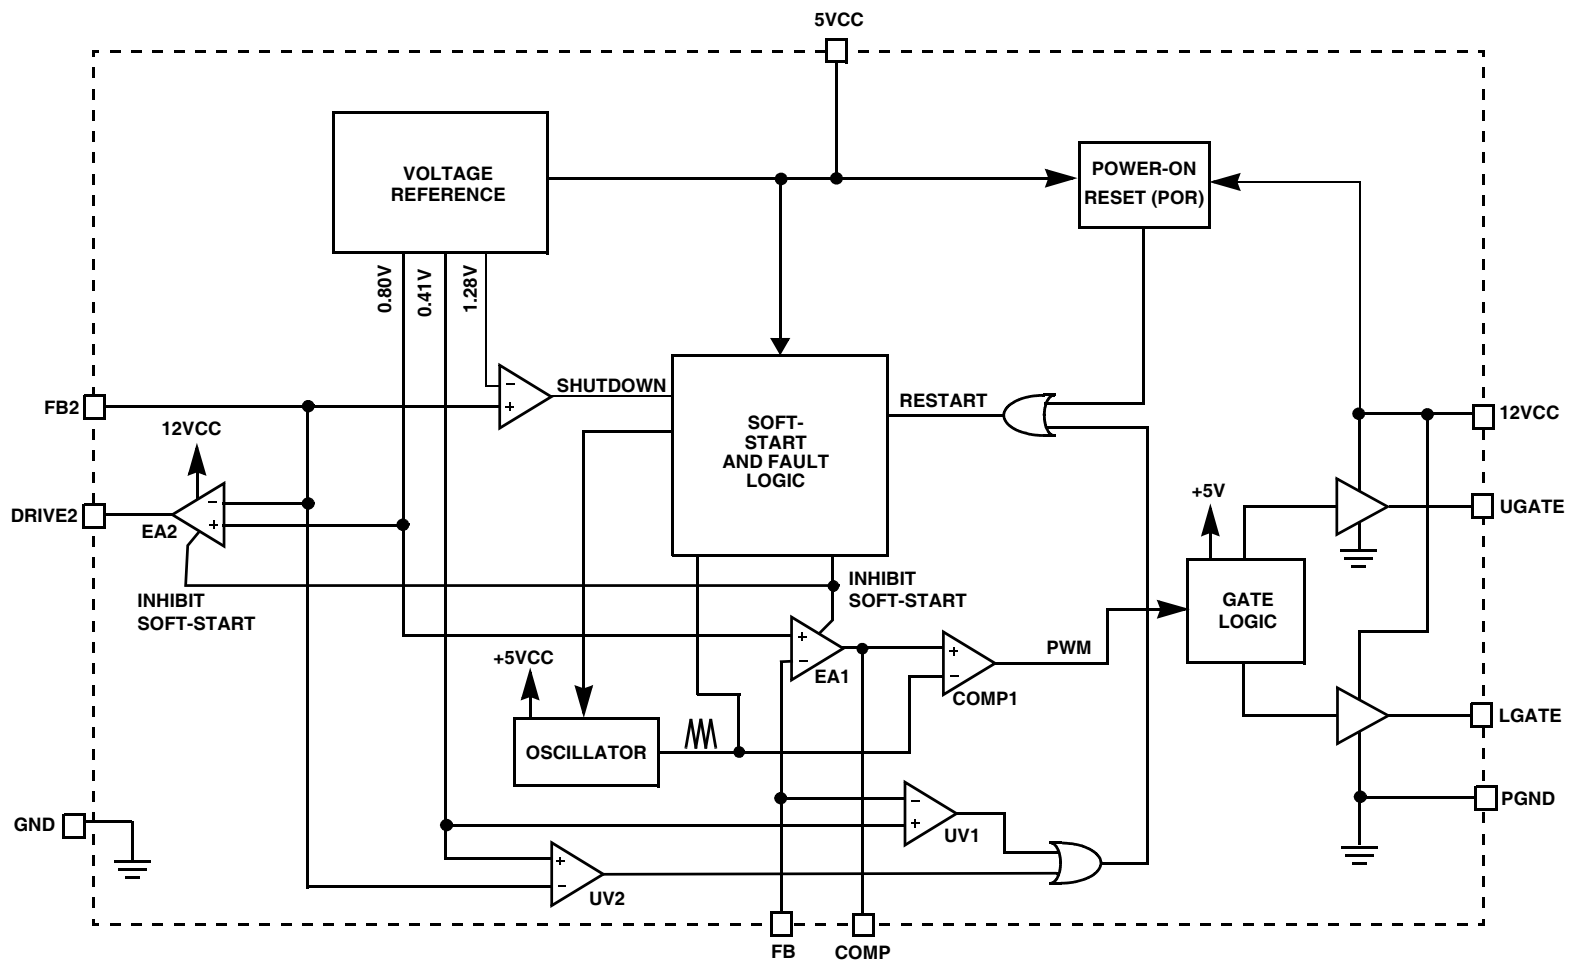 5VCC
VOLTAGE
REFERENCE
POWER-ON
RESET (POR)
0.80V
0.41V
1.28V
FB2
12VCC
SHUTDOWN
-
+
SOFT-
START
AND FAULT
LOGIC
RESTART
12VCC
DRIVE2
EA2
-
+
+5V
UGATE
INHIBIT
SOFT-START
INHIBIT
SOFT-START
GATE
LOGIC
+5VCC
+
-
EA1
+
-
COMP1
PWM
OSCILLATOR
LGATE
GND
-
+
UV1
PGND
+
-
UV2
FB
COMP